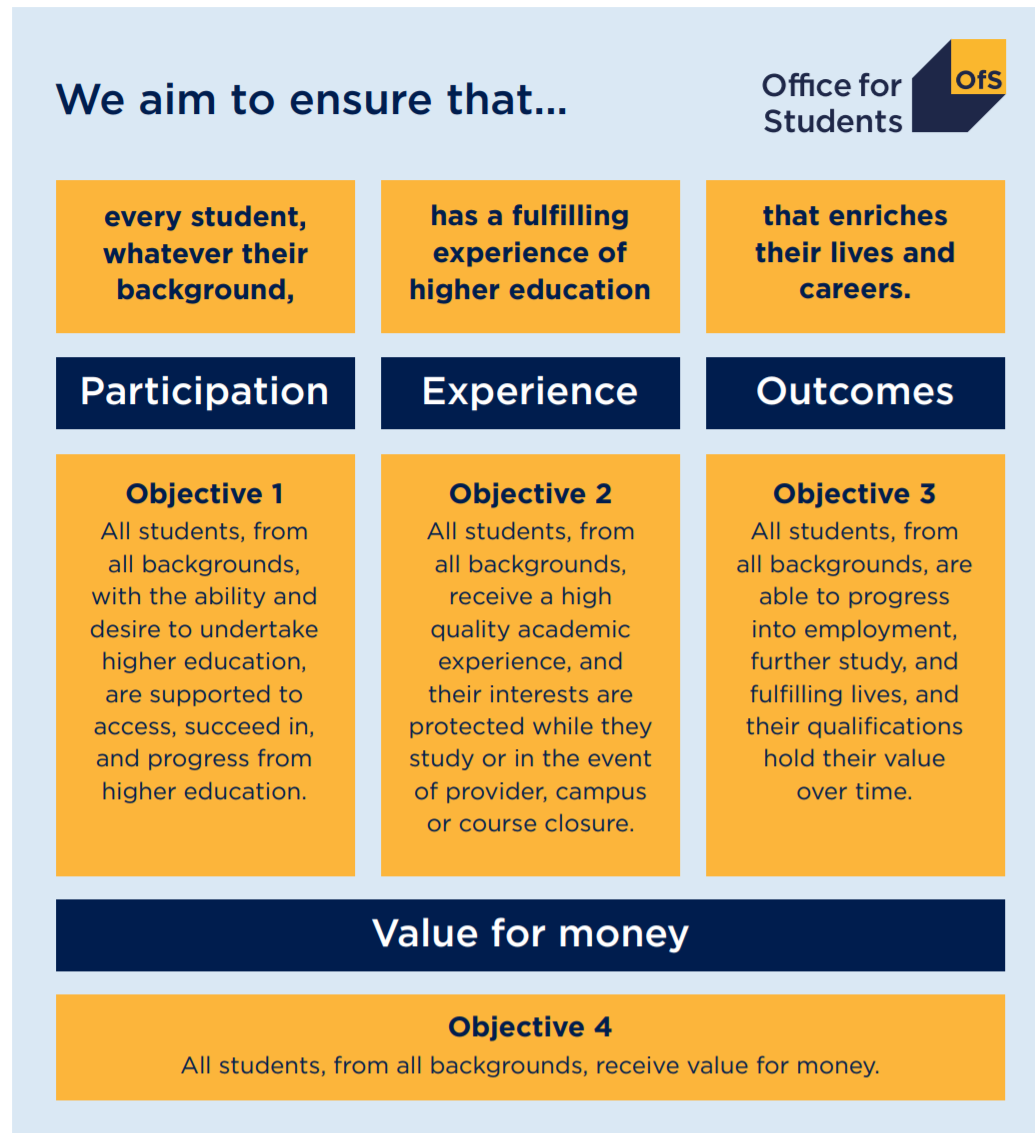 We aim to ensure that...
Office for
Students
OfS
every student,
whatever their
background,
has a fulfilling
experience of
higher education
that enriches
their lives and
careers.
Participation
Experience
Outcomes
Objective 1
All students, from
all backgrounds,
with the ability and
desire to undertake
higher education,
are supported to
access, succeed in,
and progress from
higher education.
Objective 2
All students, from
all backgrounds,
receive a high
quality academic
experience, and
their interests are
protected while they
study or in the event
of provider, campus
or course closure.
Objective 3
All students, from
all backgrounds, are
able to progress
into employment,
further study, and
fulfilling lives, and
their qualifications
hold their value
over time.
Value for money
Objective 4
All students, from all backgrounds, receive value for money.